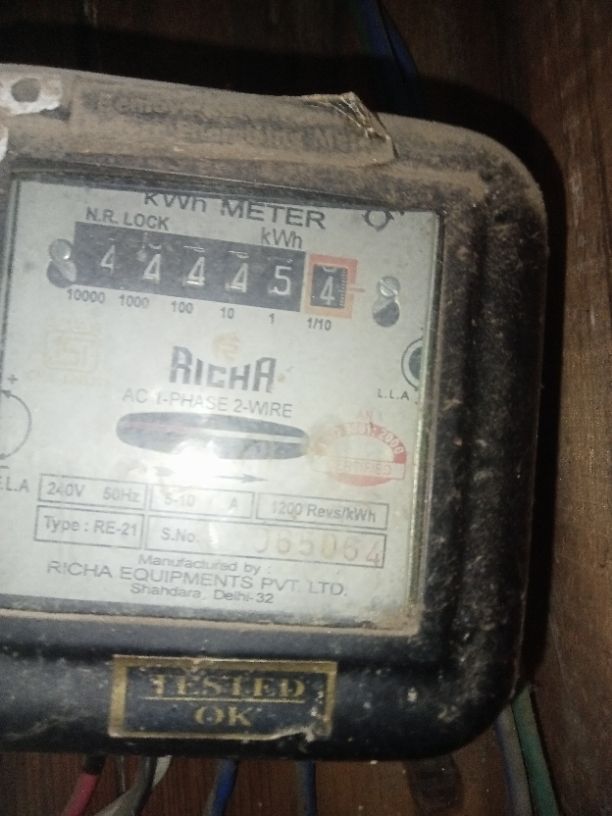 kWh METER
N.R. LOCK
kWh
4 4 4 4 5 4
10000 1000 100 10 1 1/10
RICHA
AC 1-PHASE 2-WIRE
L.L.A
CERTIFIED
240V 50Hz 5-10 A 1200 Revs/kWh
Type : RE-21 S.No. 065064
Manufactured by :
RICHA EQUIPMENTS PVT. LTD.
Shahdara, Delhi-32
TESTED
OK